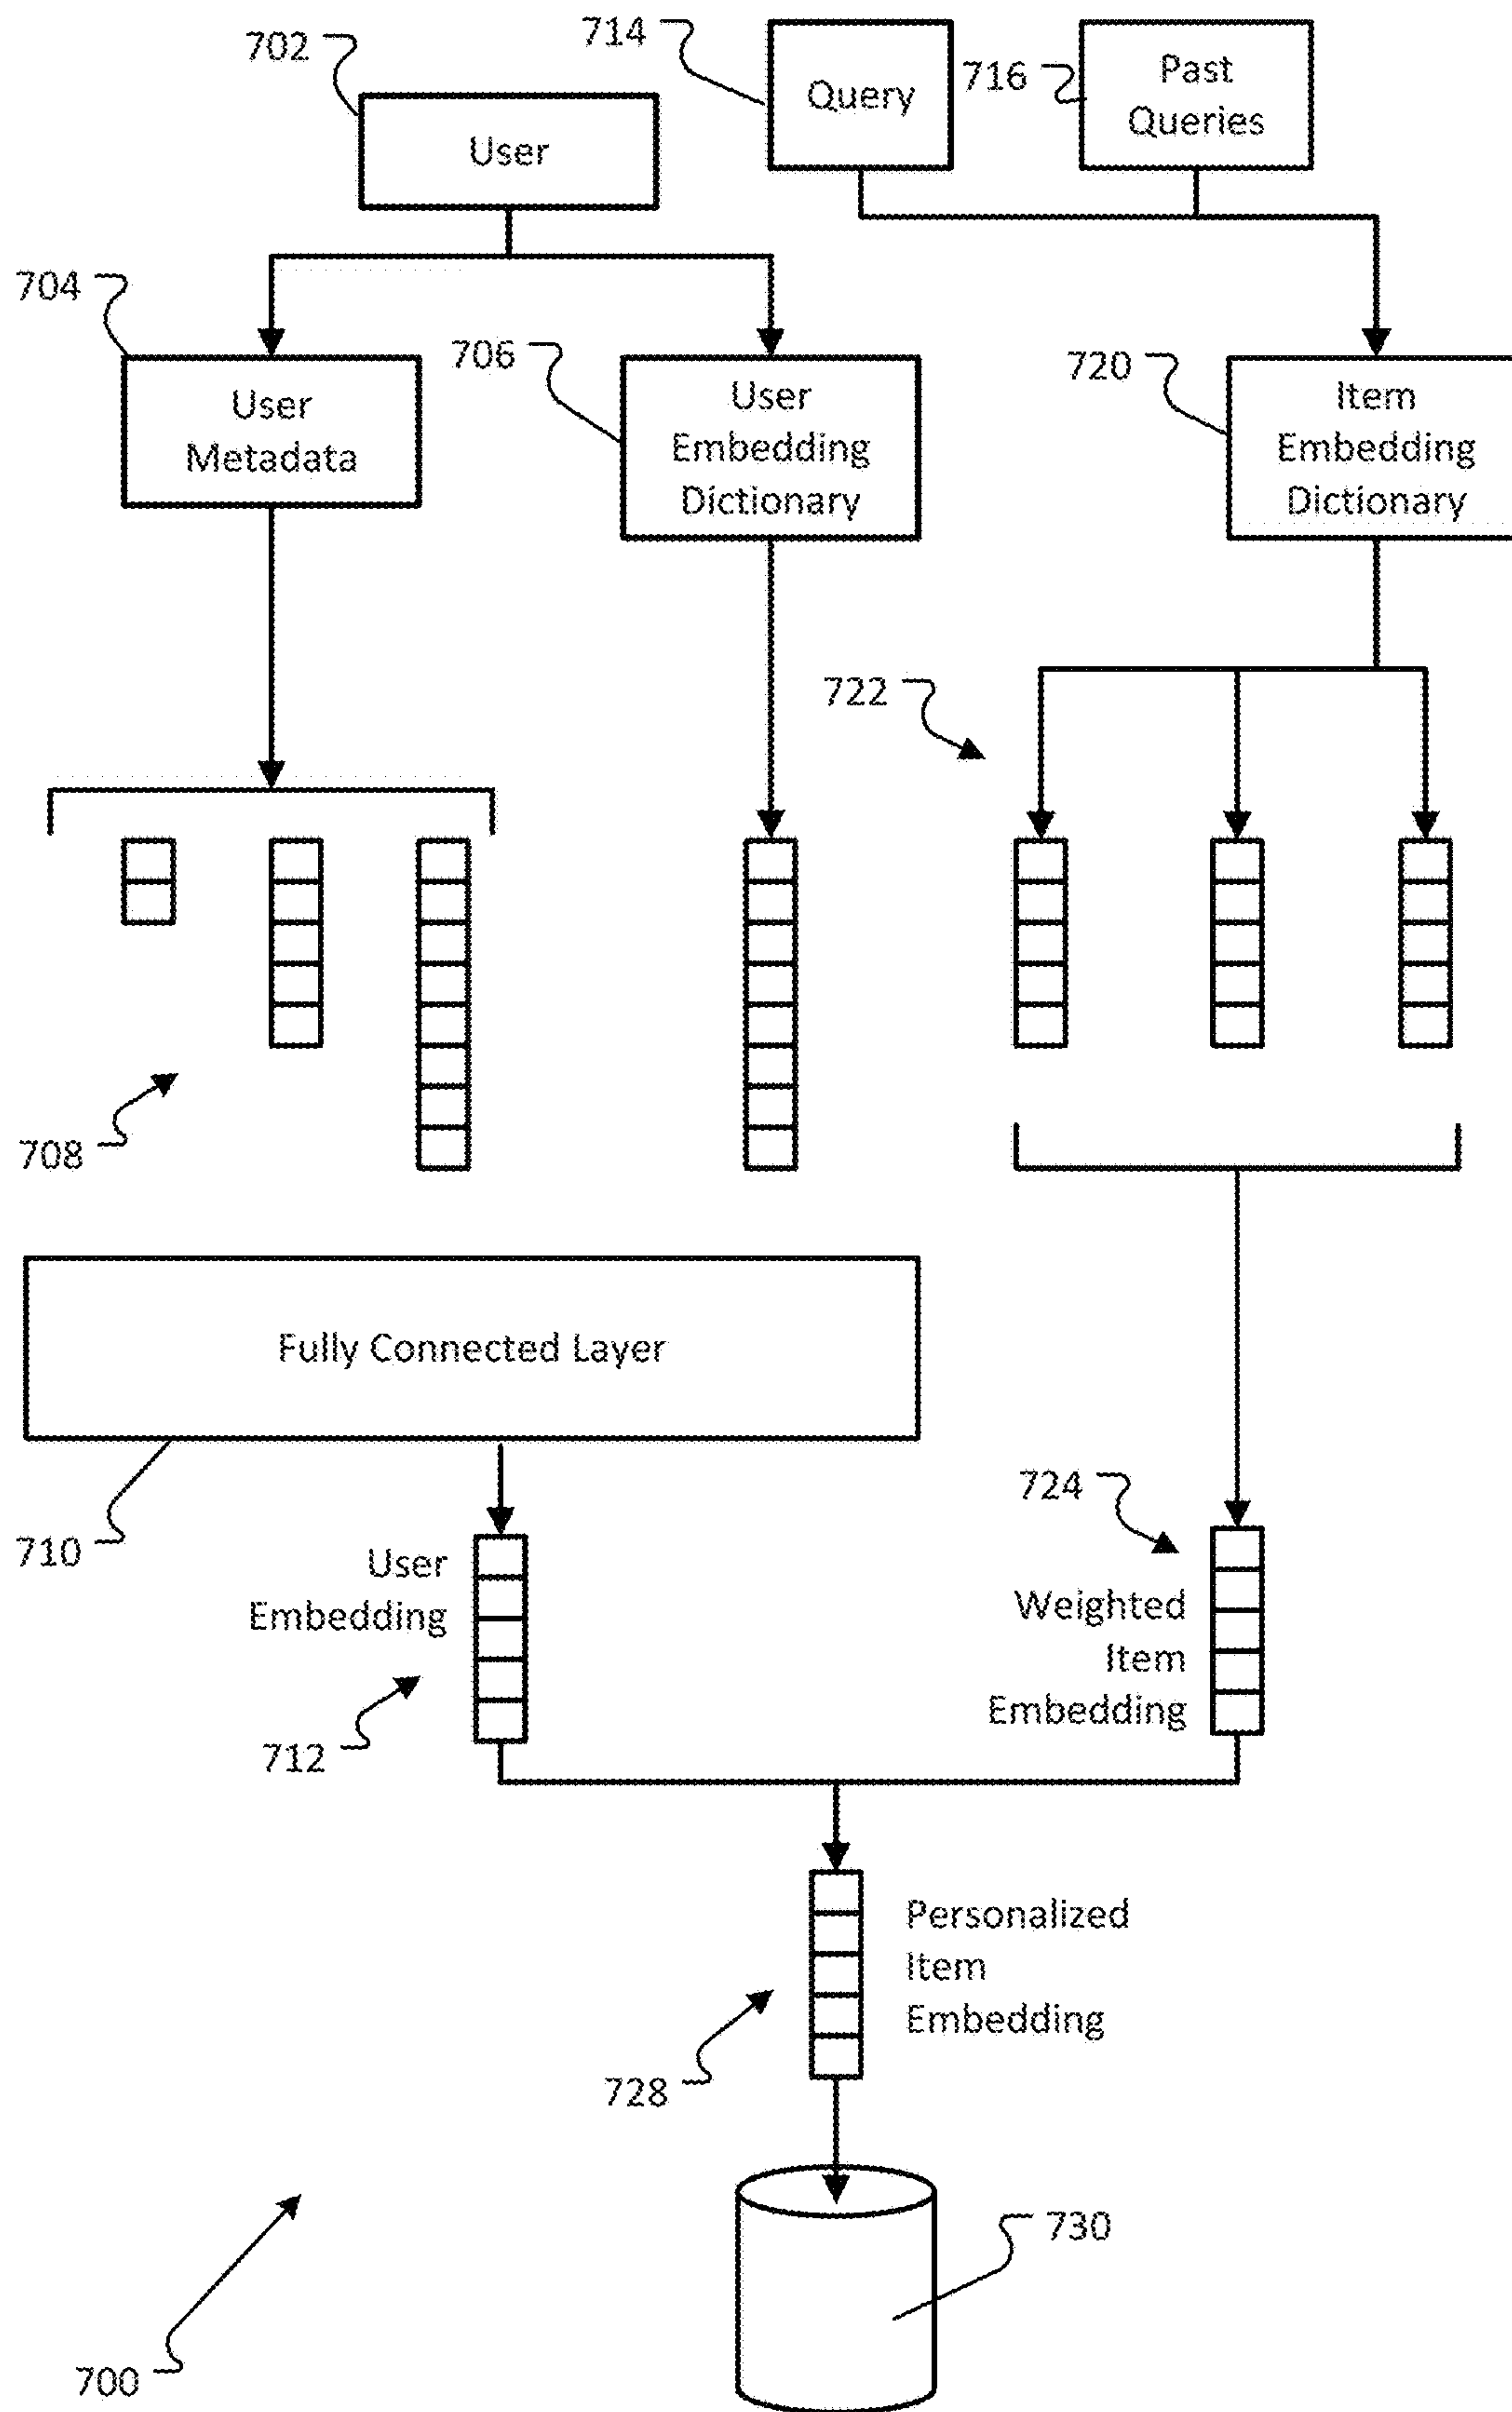 702
714
Query
716
Past
Queries
User
704
User
Metadata
706
User
Embedding
Dictionary
720
Item
Embedding
Dictionary
722
708
Fully Connected Layer
710
User
Embedding
712
724
Weighted
Item
Embedding
Personalized
Item
Embedding
728
730
700